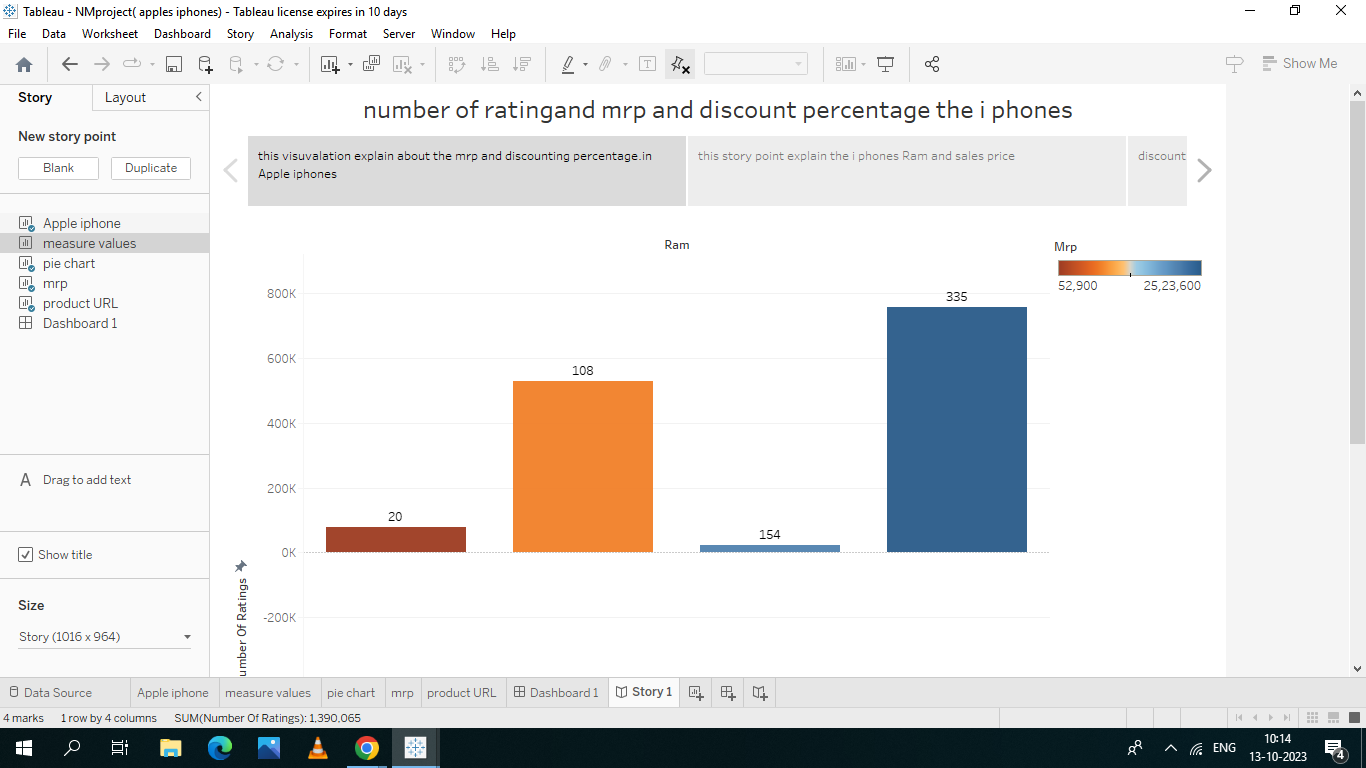 Tableau - NMproject( apples iphones) - Tableau license expires in 10 days
File Data Worksheet Dashboard Story Analysis Format Server Window Help
Show Me
Story Layout
New story point
Blank Duplicate
Apple iphone
measure values
pie chart
mrp
product URL
Dashboard 1
A Drag to add text
Show title
Size
Story (1016 x 964)
number of ratingand mrp and discount percentage the i phones
this visuvalation explain about the mrp and discounting percentage.in
Apple iphones
this story point explain the i phones Ram and sales price
discount
Ram
Mrp
52,900 25,23,600
800K
600K
400K
200K
0K
-200K
20
108
154
335
umber Of Ratings
Data Source Apple iphone measure values pie chart mrp product URL Dashboard 1 Story 1
4 marks 1 row by 4 columns SUM(Number Of Ratings): 1,390,065
ENG
10:14
13-10-2023
4